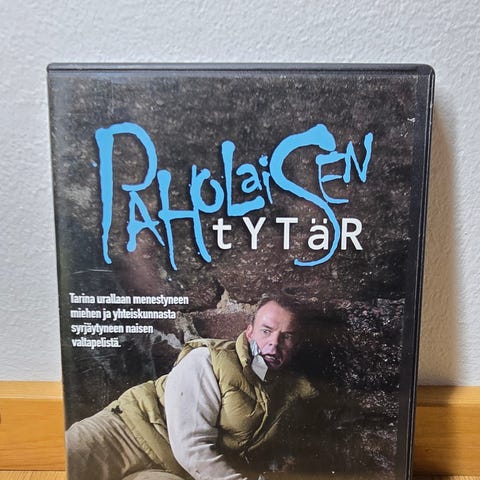 PAHOLaiSEN
tYTäR
Tarina urallaan menestyneen
miehen ja yhteiskunnasta
syrjäytyneen naisen
valtapelistä.